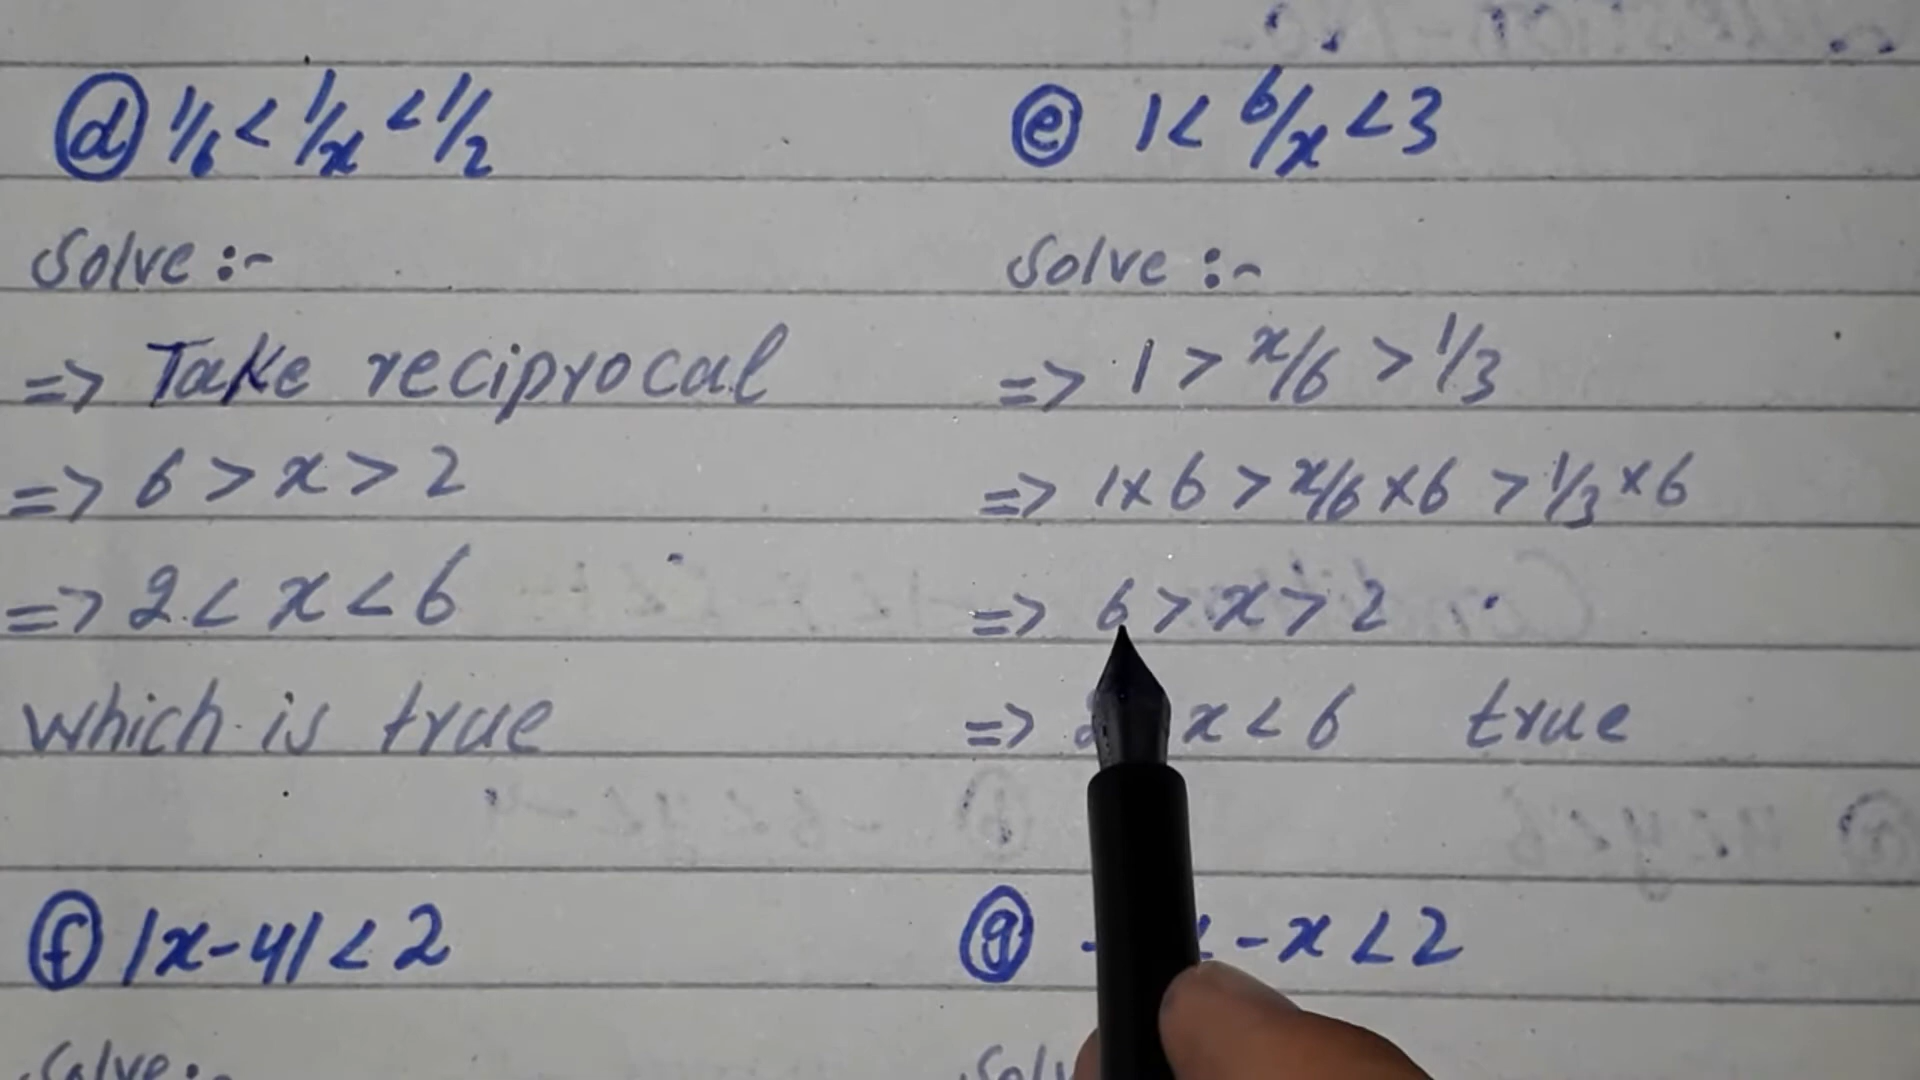 ⓓ 1/6 < 1/x < 1/2
Solve :-
=> Take reciprocal
=> 6 > x > 2
=> 2 < x < 6
which is true
ⓔ 1 < 6/x < 3
Solve :-
=> 1 > x/6 > 1/3
=> 1×6 > x/6 ×6 > 1/3 ×6
=> 6 > x > 2
=> 2 x < 6 true
ⓕ |x-4| < 2
Solve :-
ⓖ - < -x < 2